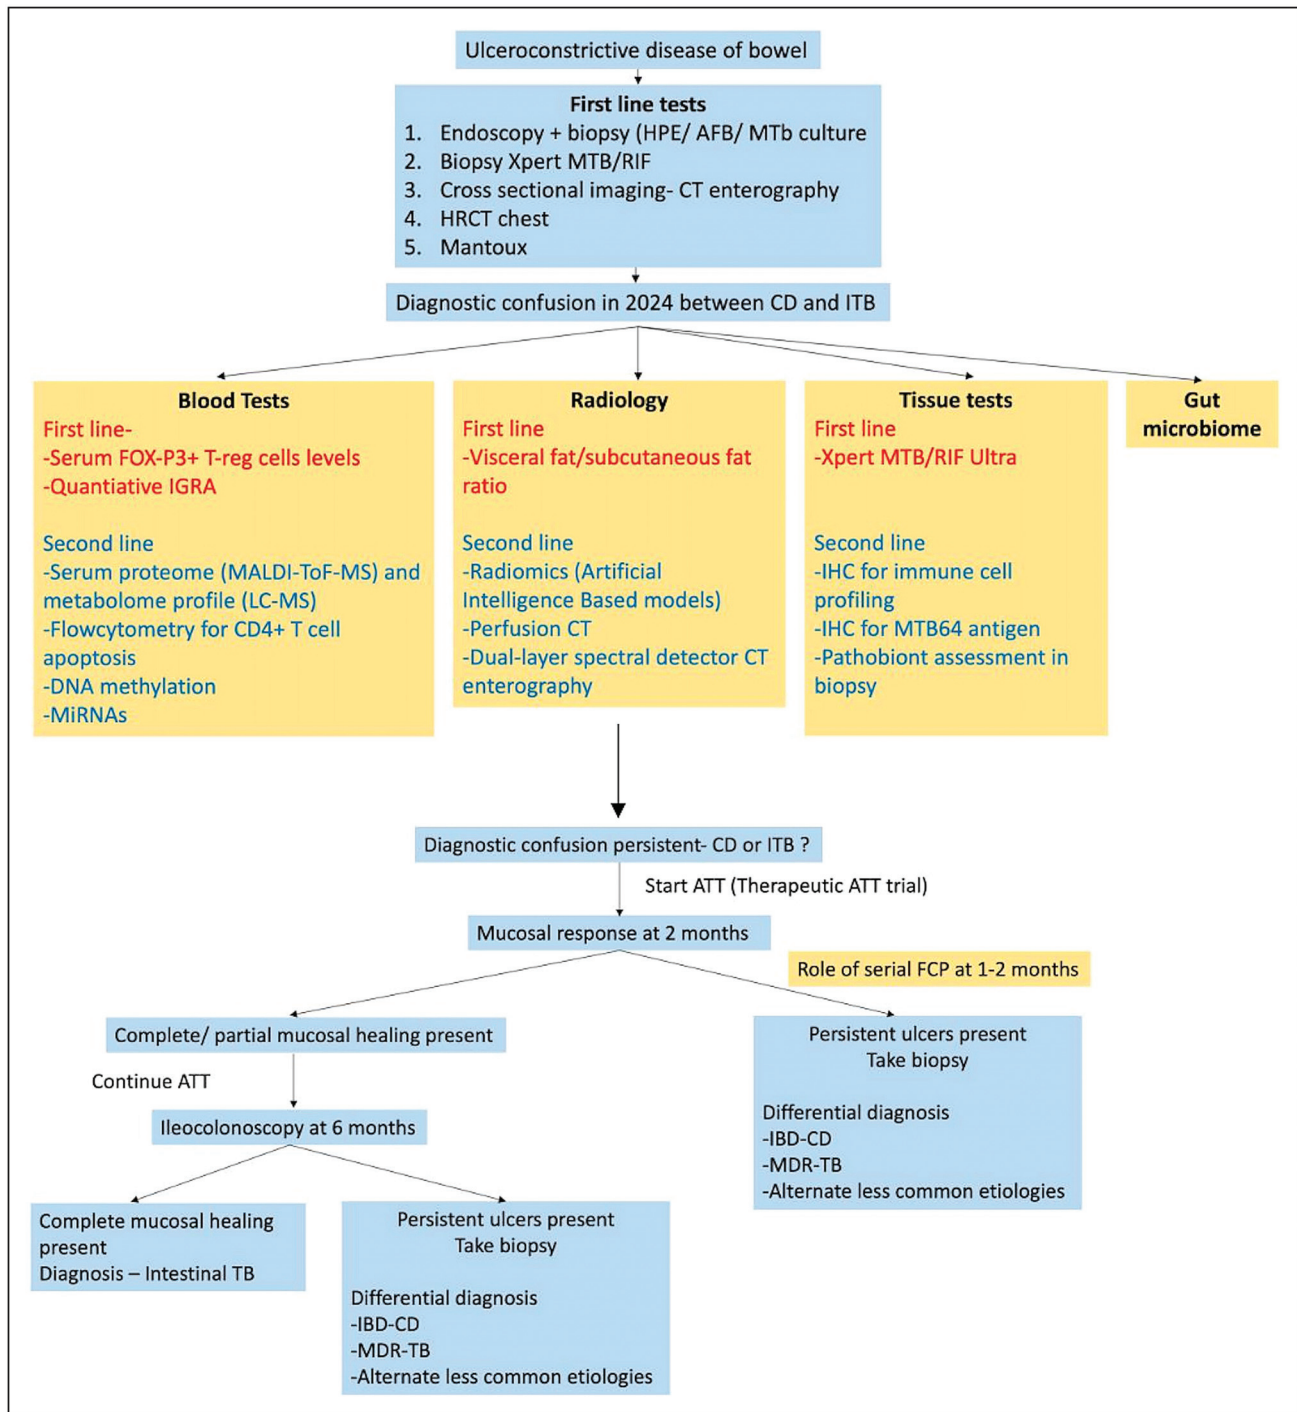 Ulceroconstrictive disease of bowel
First line tests
1. Endoscopy + biopsy (HPE/ AFB/ MTb culture
2. Biopsy Xpert MTB/RIF
3. Cross sectional imaging- CT enterography
4. HRCT chest
5. Mantoux
Diagnostic confusion in 2024 between CD and ITB
Blood Tests
First line-
-Serum FOX-P3+ T-reg cells levels
-Quantiative IGRA
Second line
-Serum proteome (MALDI-ToF-MS) and
metabolome profile (LC-MS)
-Flowcytometry for CD4+ T cell
apoptosis
-DNA methylation
-MiRNAs
Radiology
First line
-Visceral fat/subcutaneous fat
ratio
Second line
-Radiomics (Artificial
Intelligence Based models)
-Perfusion CT
-Dual-layer spectral detector CT
enterography
Tissue tests
First line
-Xpert MTB/RIF Ultra
Second line
-IHC for immune cell
profiling
-IHC for MTB64 antigen
-Pathobiont assessment in
biopsy
Gut
microbiome
Diagnostic confusion persistent- CD or ITB ?
Start ATT (Therapeutic ATT trial)
Mucosal response at 2 months
Role of serial FCP at 1-2 months
Complete/ partial mucosal healing present
Continue ATT
Ileocolonoscopy at 6 months
Complete mucosal healing
present
Diagnosis – Intestinal TB
Persistent ulcers present
Take biopsy
Differential diagnosis
-IBD-CD
-MDR-TB
-Alternate less common etiologies
Persistent ulcers present
Take biopsy
Differential diagnosis
-IBD-CD
-MDR-TB
-Alternate less common etiologies